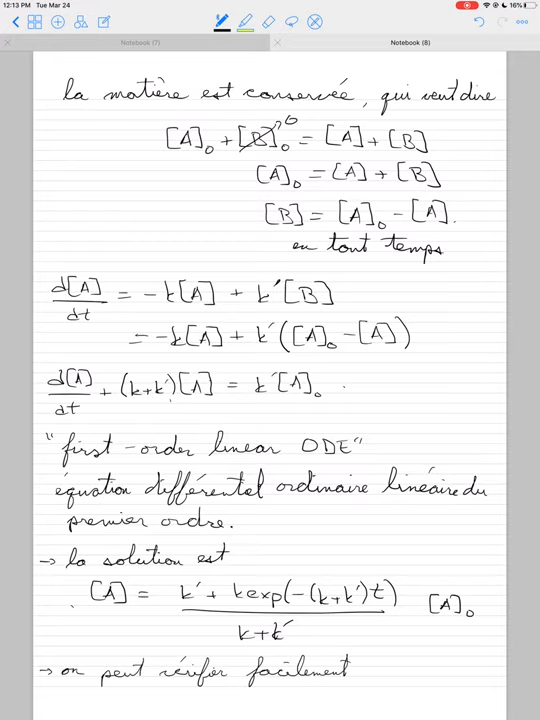 12:13 PM Tue Mar 24
16%
Notebook (7)
Notebook (8)
la matière est conservée, qui veut dire
[A]₀ + [B]₀ → 0 = [A] + [B]
[A]₀ = [A] + [B]
[B] = [A]₀ - [A].
en tout temps
d[A]/dt = -k[A] + k'[B]
= -k[A] + k'([A]₀ - [A])
d[A]/dt + (k+k')[A] = k'[A]₀.
"first-order linear ODE"
équation différentiel ordinaire linéaire du
premier ordre.
→ la solution est
[A] = (k' + k exp(-(k+k')t))/(k+k') [A]₀
→ on peut vérifier facilement